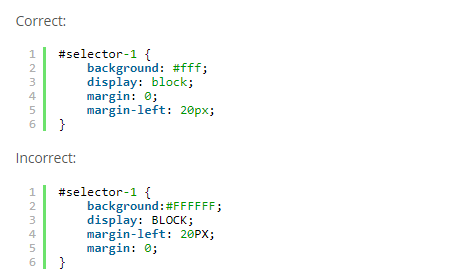 Correct:
1 #selector-1 {
2     background: #fff;
3     display: block;
4     margin: 0;
5     margin-left: 20px;
6 }
Incorrect:
1 #selector-1 {
2     background:#FFFFFF;
3     display: BLOCK;
4     margin-left: 20PX;
5     margin: 0;
6 }